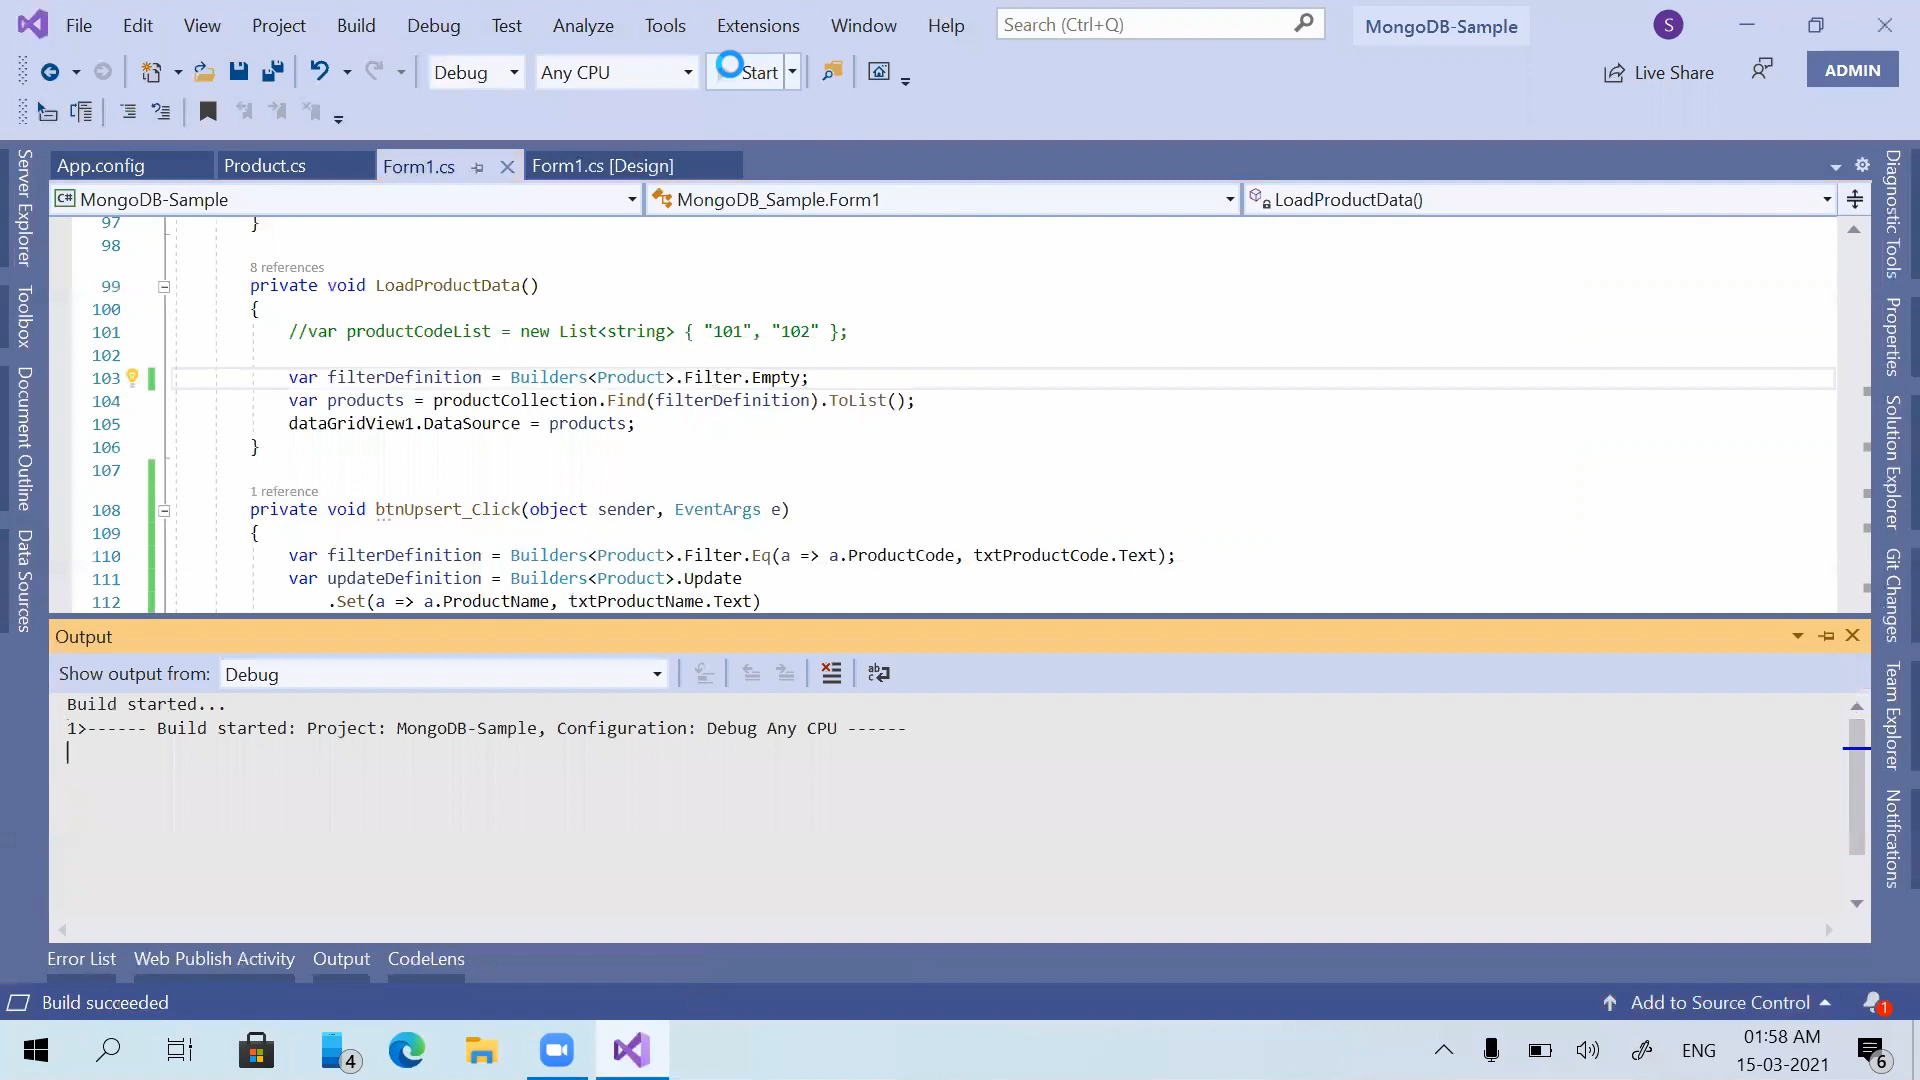 File Edit View Project Build Debug Test Analyze Tools Extensions Window Help Search (Ctrl+Q) MongoDB-Sample S
Debug Any CPU Start Live Share ADMIN
App.config Product.cs Form1.cs Form1.cs [Design]
C# MongoDB-Sample MongoDB_Sample.Form1 LoadProductData()
97 }
98
8 references
99 private void LoadProductData()
100 {
101 //var productCodeList = new List<string> { "101", "102" };
102
103 var filterDefinition = Builders<Product>.Filter.Empty;
104 var products = productCollection.Find(filterDefinition).ToList();
105 dataGridView1.DataSource = products;
106 }
107
1 reference
108 private void btnUpsert_Click(object sender, EventArgs e)
109 {
110 var filterDefinition = Builders<Product>.Filter.Eq(a => a.ProductCode, txtProductCode.Text);
111 var updateDefinition = Builders<Product>.Update
112 .Set(a => a.ProductName, txtProductName.Text)
Server Explorer
Toolbox
Document Outline
Data Sources
Diagnostic Tools
Properties
Solution Explorer
Git Changes
Team Explorer
Notifications
Output
Show output from: Debug
Build started...
1>------ Build started: Project: MongoDB-Sample, Configuration: Debug Any CPU ------
Error List Web Publish Activity Output CodeLens
Build succeeded Add to Source Control 1
4 ENG 01:58 AM
15-03-2021 6